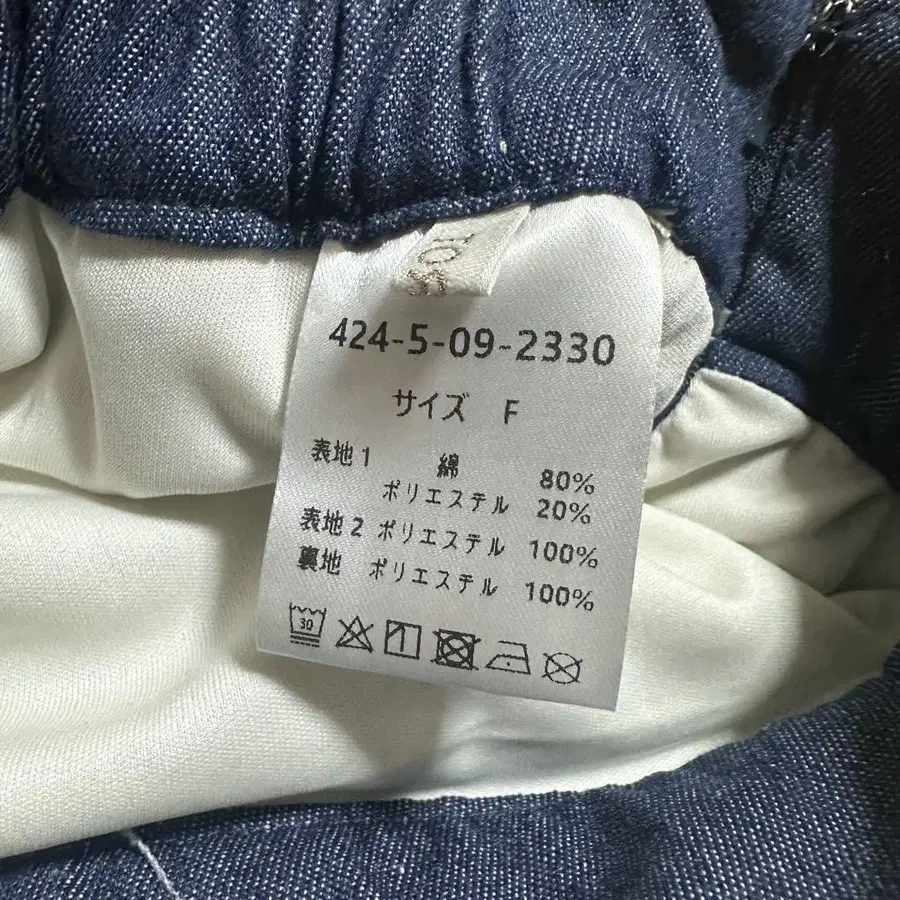 424-5-09-2330
サイズ F
表地1 綿 80%
ポリエステル 20%
表地2 ポリエステル 100%
裏地 ポリエステル 100%
30